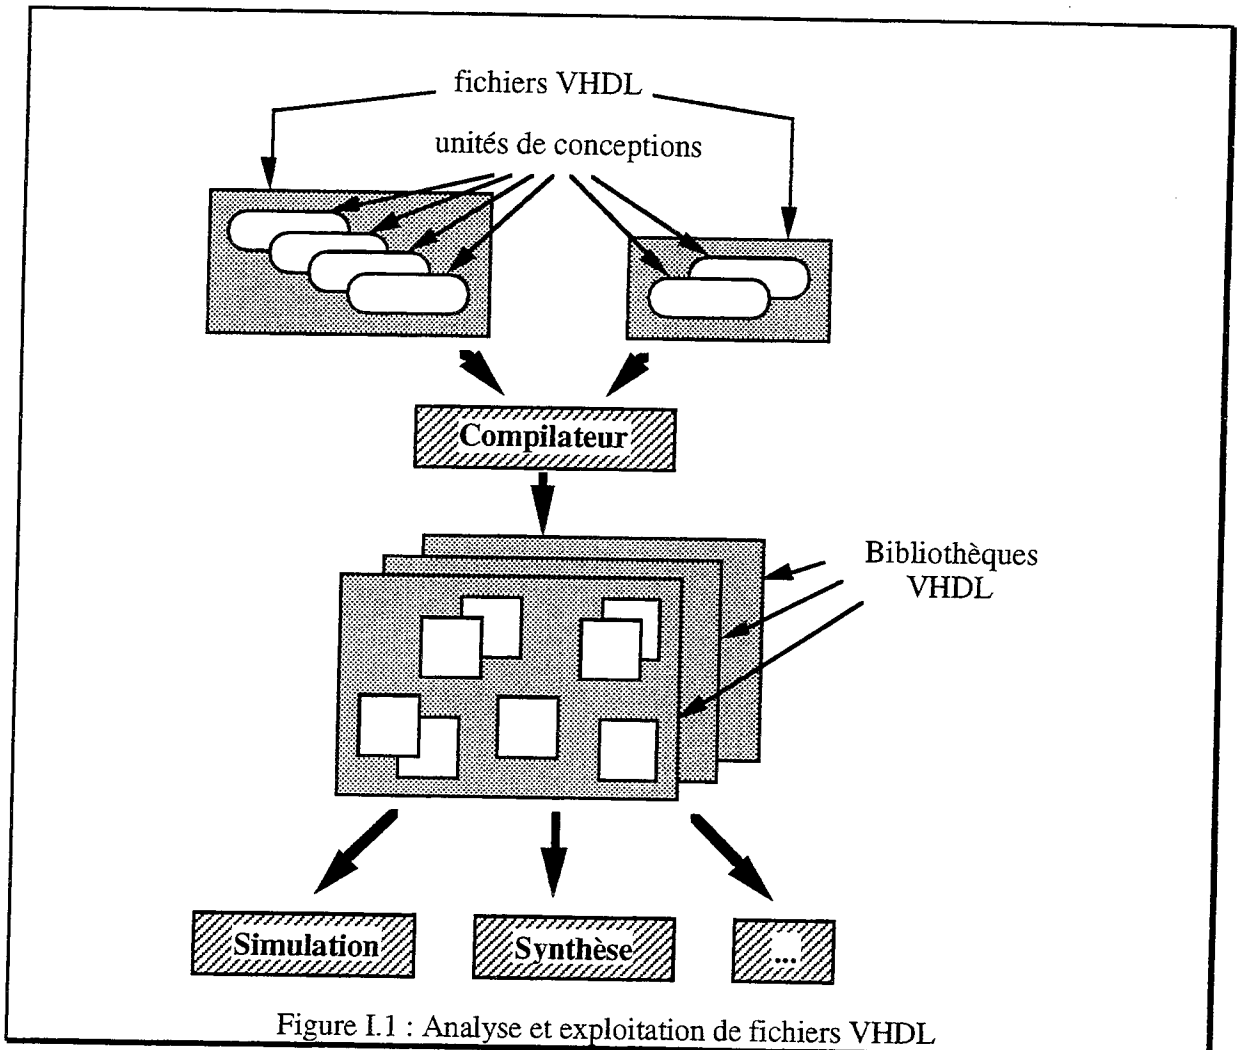 fichiers VHDL
unités de conceptions
Compilateur
Bibliothèques
VHDL
Simulation
Synthèse
...
Figure I.1 : Analyse et exploitation de fichiers VHDL